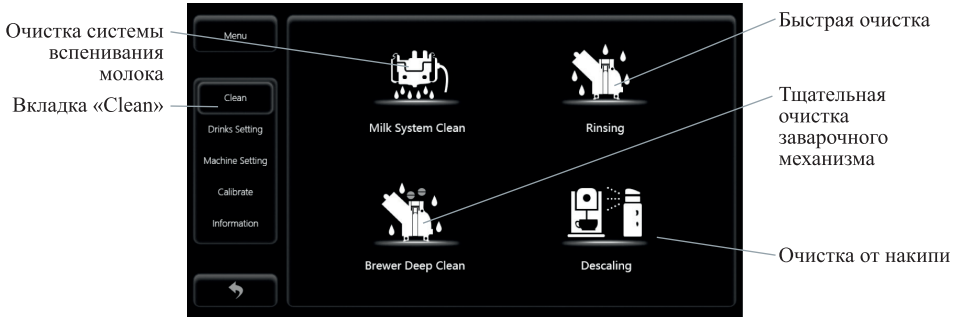 Очистка системы
вспенивания
молока
Вкладка «Clean»
Menu
Clean
Drinks Setting
Machine Setting
Calibrate
Information
Milk System Clean
Rinsing
Brewer Deep Clean
Descaling
Быстрая очистка
Тщательная
очистка
заварочного
механизма
Очистка от накипи